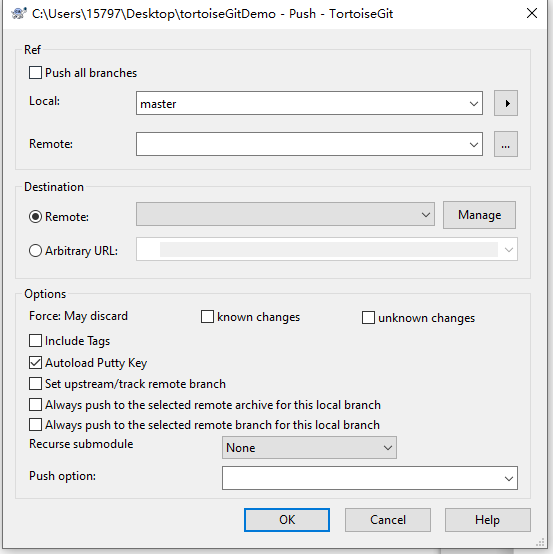 C:\Users\15797\Desktop\tortoiseGitDemo - Push - TortoiseGit
Ref
Push all branches
Local:
master
Remote:
...
Destination
Remote:
Manage
Arbitrary URL:
Options
Force: May discard
known changes
unknown changes
Include Tags
Autoload Putty Key
Set upstream/track remote branch
Always push to the selected remote archive for this local branch
Always push to the selected remote branch for this local branch
Recurse submodule
None
Push option:
OK
Cancel
Help